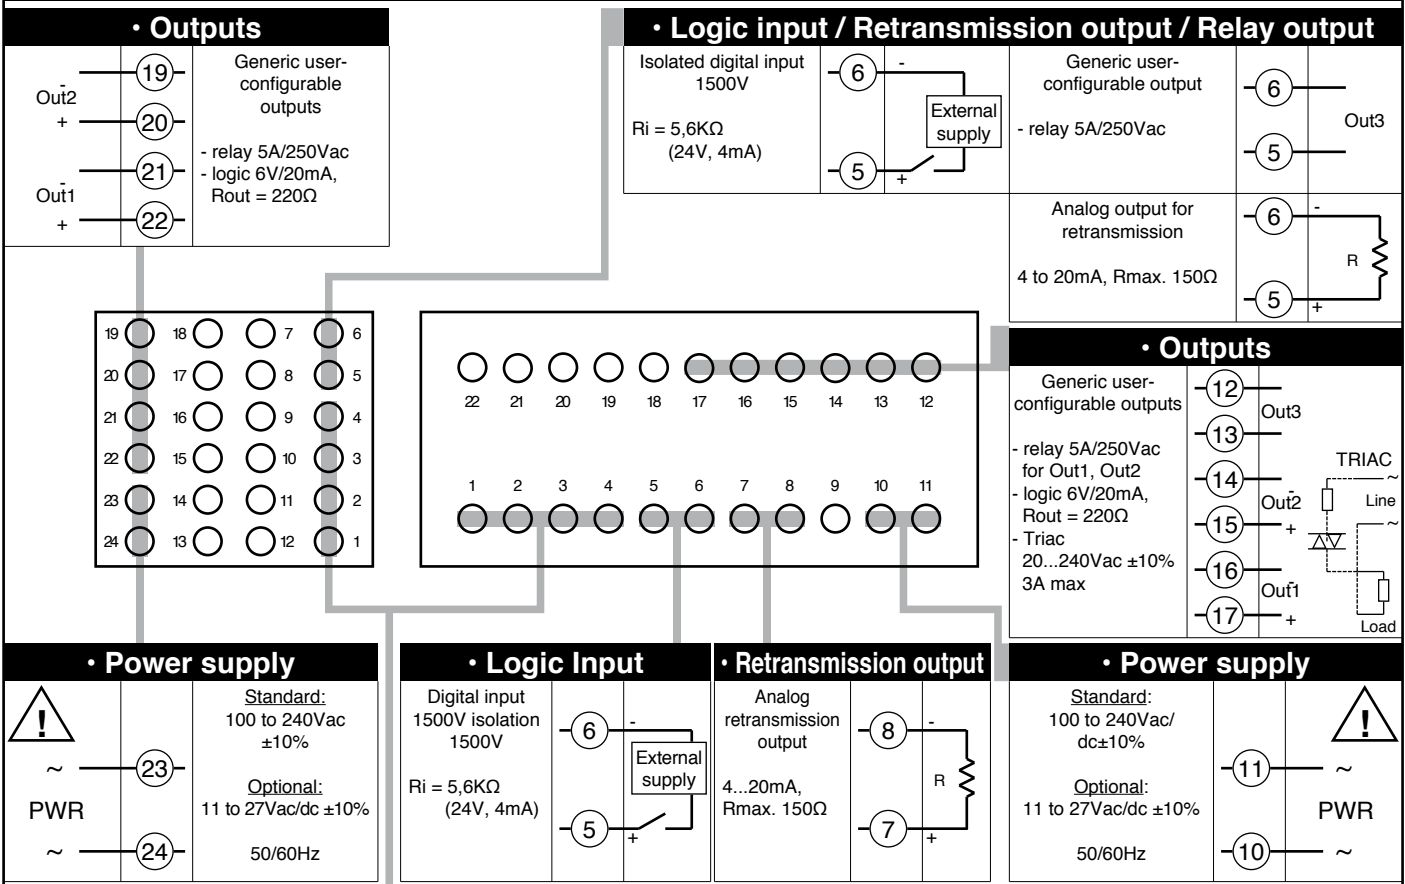 • Outputs
19
Out2
-
+
20
21
Out1
-
+
22
Generic user-
configurable
outputs
- relay 5A/250Vac
- logic 6V/20mA,
Rout = 220Ω
• Logic input / Retransmission output / Relay output
Isolated digital input
1500V
Ri = 5,6KΩ
(24V, 4mA)
6
-
External
supply
5
+
Generic user-
configurable output
- relay 5A/250Vac
6
Out3
5
Analog output for
retransmission
4 to 20mA, Rmax. 150Ω
6
-
R
5
+
19 18 7 6
20 17 8 5
21 16 9 4
22 15 10 3
23 14 11 2
24 13 12 1
22 21 20 19 18 17 16 15 14 13 12
1 2 3 4 5 6 7 8 9 10 11
• Outputs
Generic user-
configurable outputs
- relay 5A/250Vac
for Out1, Out2
- logic 6V/20mA,
Rout = 220Ω
- Triac
20...240Vac ±10%
3A max
12
Out3
13
14
-
Out2
15
+
16
-
Out1
17
+
TRIAC
~
Line
~
Load
• Power supply
!
~
23
PWR
~
24
Standard:
100 to 240Vac
±10%
Optional:
11 to 27Vac/dc ±10%
50/60Hz
• Logic Input
Digital input
1500V isolation
1500V
Ri = 5,6KΩ
(24V, 4mA)
6
-
External
supply
5
+
• Retransmission output
Analog
retransmission
output
4...20mA,
Rmax. 150Ω
8
-
R
7
+
• Power supply
Standard:
100 to 240Vac/
dc±10%
Optional:
11 to 27Vac/dc ±10%
50/60Hz
!
11
~
PWR
10
~